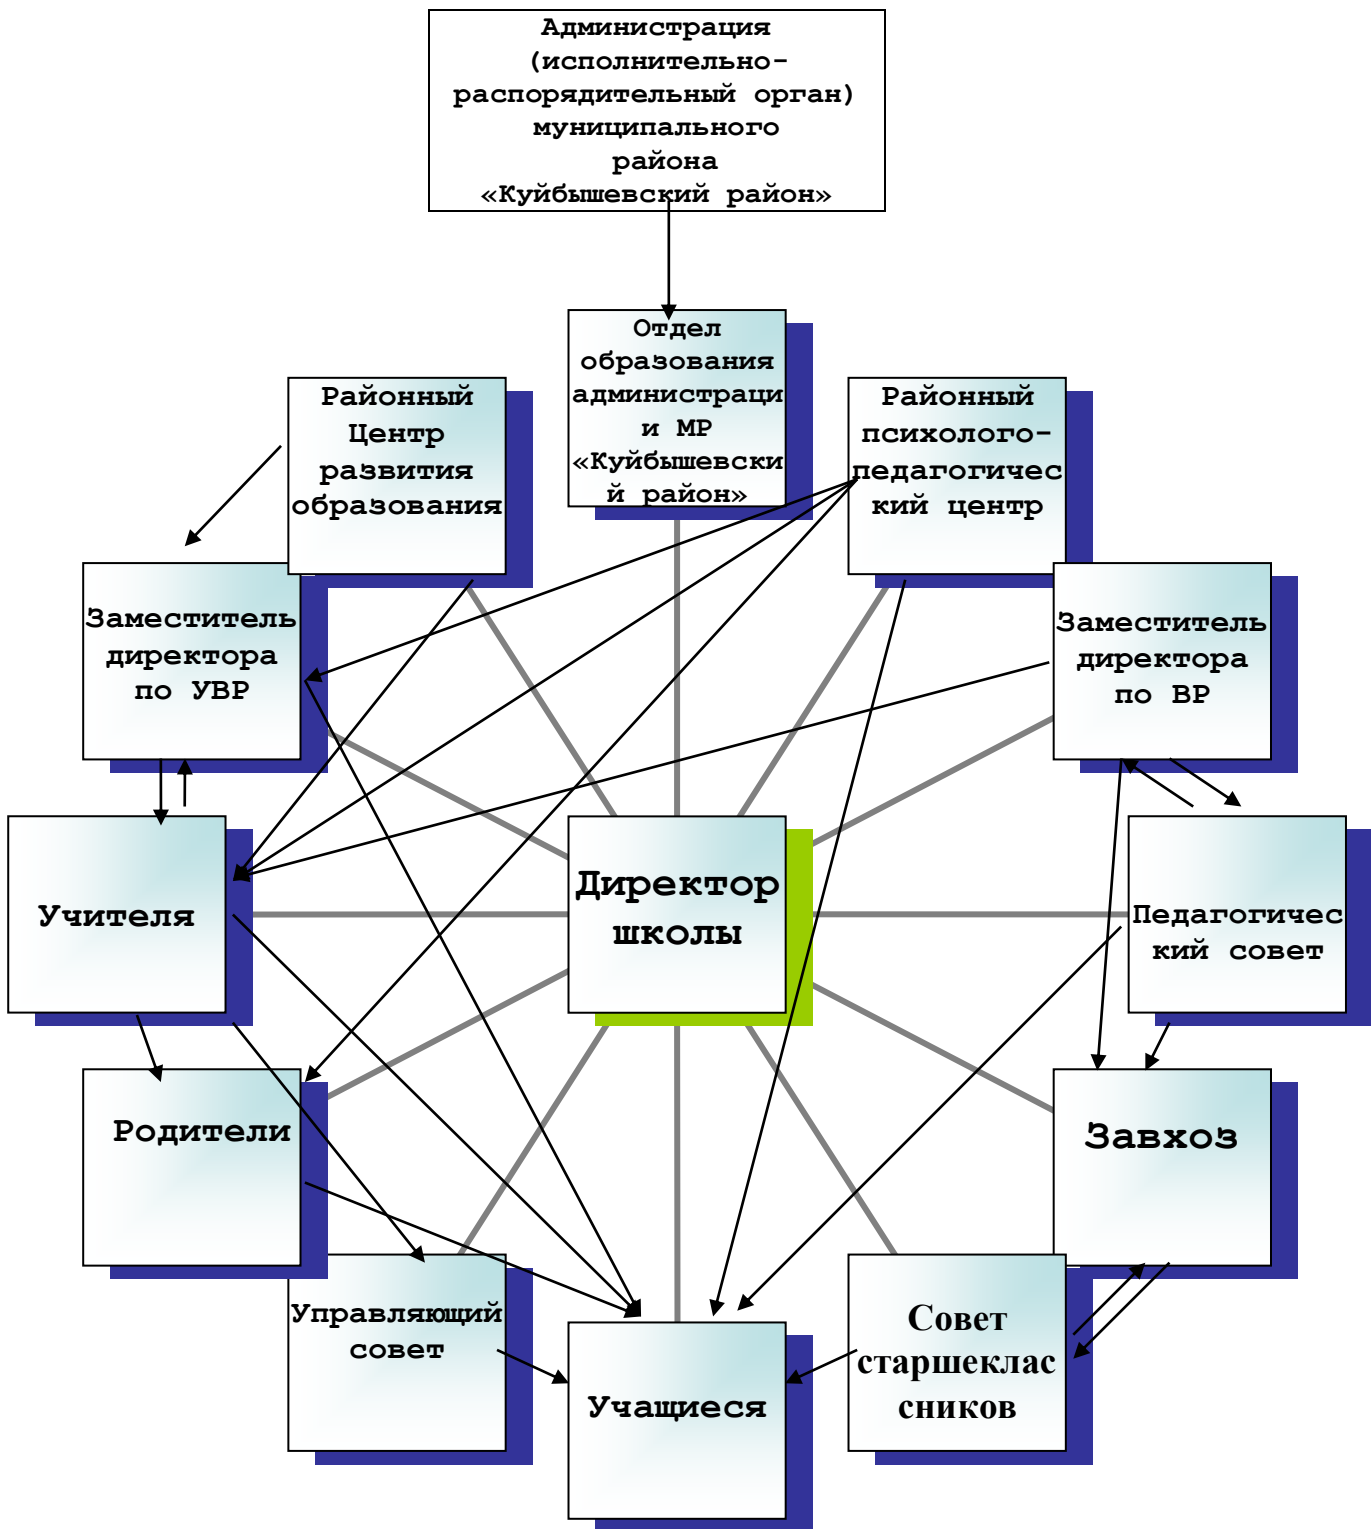 Администрация
(исполнительно-
распорядительный орган)
муниципального
района
«Куйбышевский район»
Отдел
образования
администраци
и МР
«Куйбышевски
й район»
Районный
Центр
развития
образования
Районный
психолого-
педагогичес
кий центр
Заместитель
директора
по УВР
Заместитель
директора
по ВР
Директор
школы
Учителя
Педагогичес
кий совет
Родители
Завхоз
Управляющий
совет
Совет
старшеклас
сников
Учащиеся